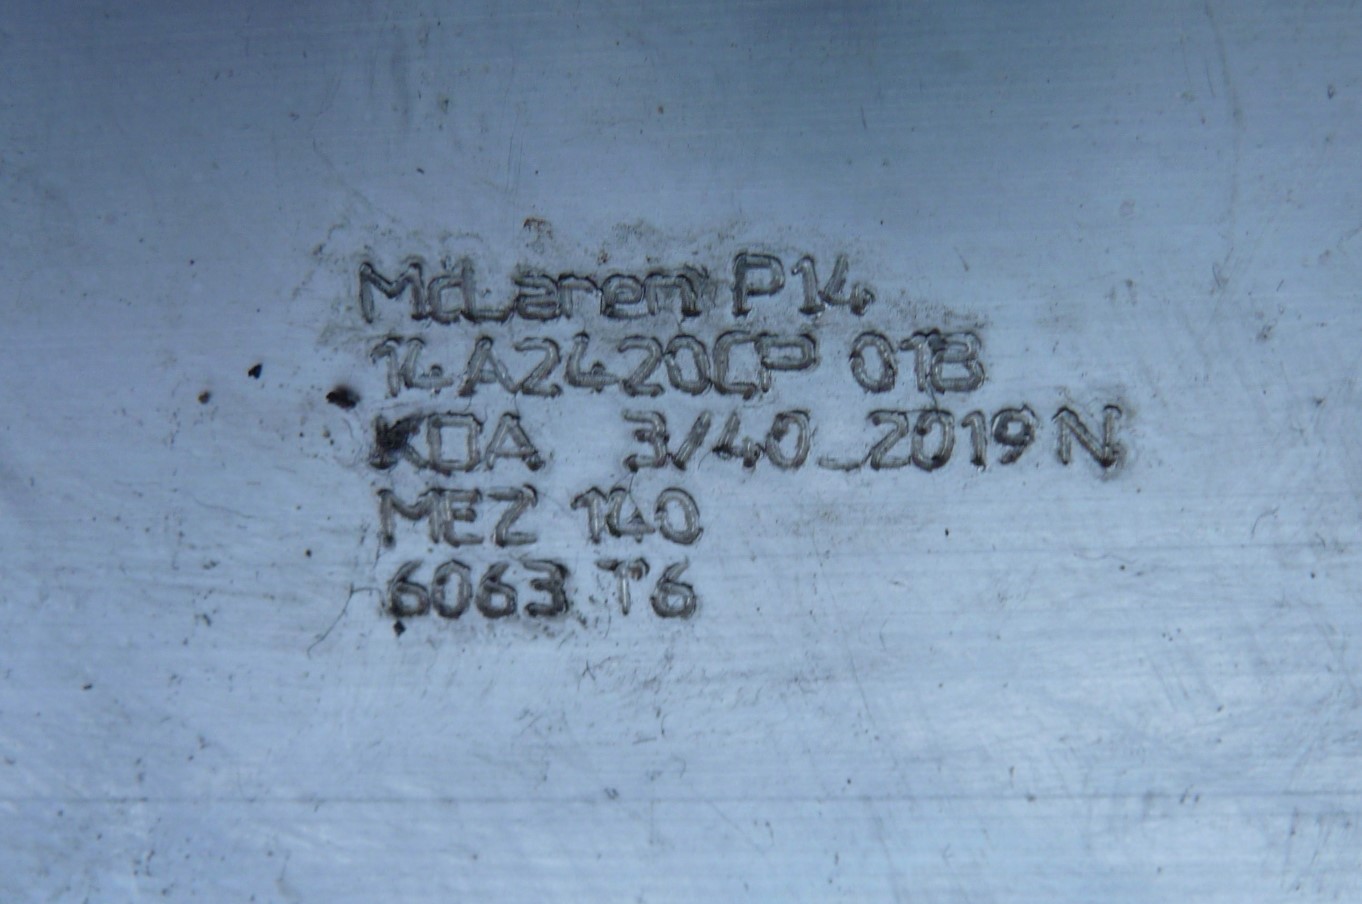 McLaren P14
14A2420CP 01B
KDA 3/40_2019 N
MEZ 140
6063 T6